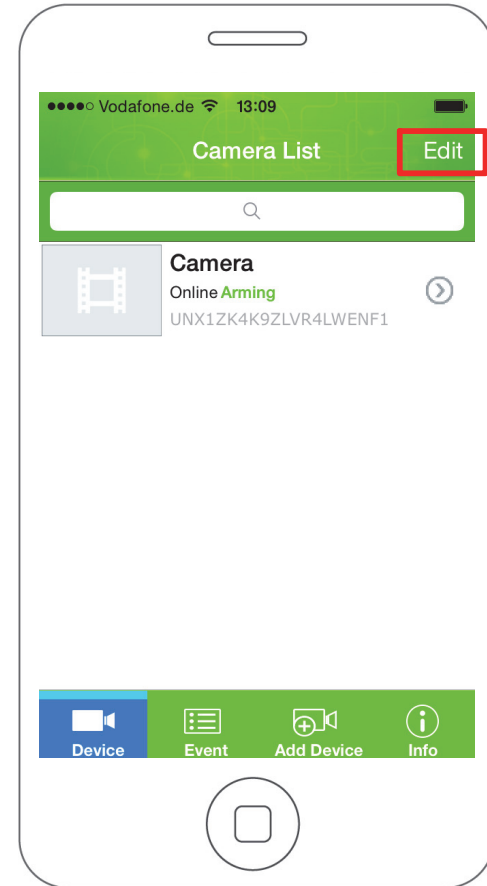 Vodafone.de 13:09
Camera List Edit
Camera
Online Arming
UNX1ZK4K9ZLVR4LWENF1
Device Event Add Device Info